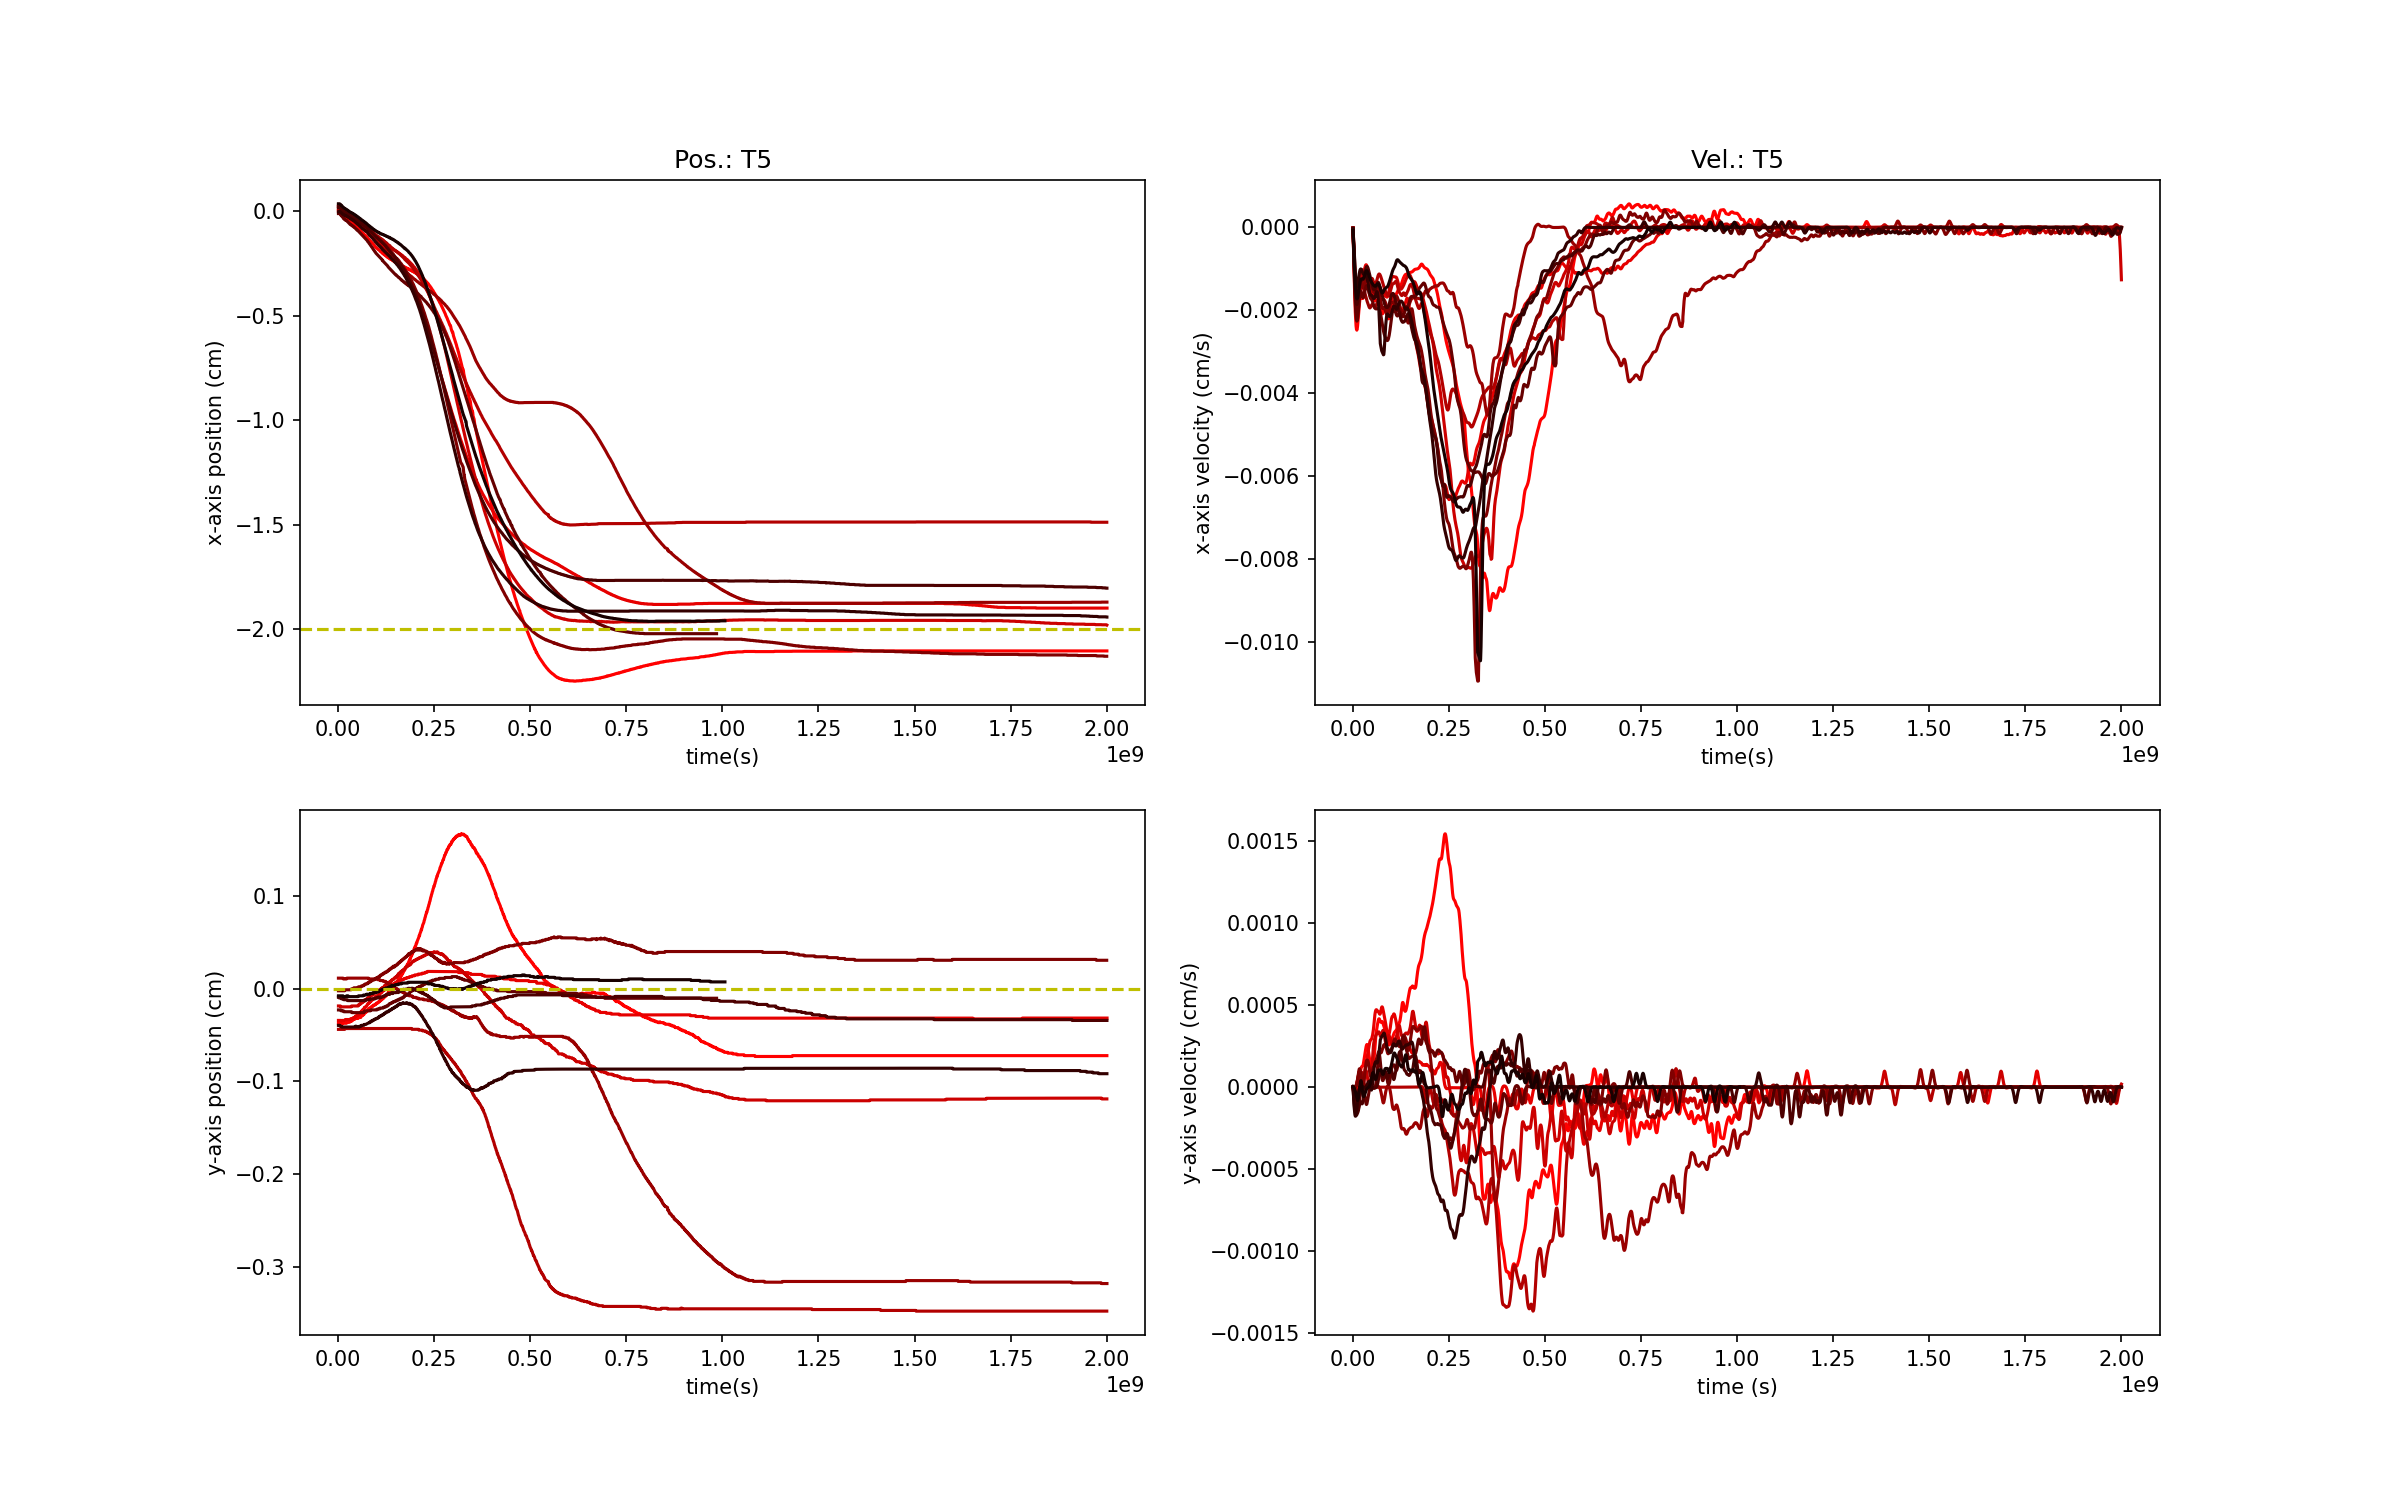 Pos.: T5
0.0
−0.5
−1.0
−1.5
−2.0
x-axis position (cm)
0.00 0.25 0.50 0.75 1.00 1.25 1.50 1.75 2.00
time(s)
1e9
Vel.: T5
0.000
−0.002
−0.004
−0.006
−0.008
−0.010
x-axis velocity (cm/s)
0.00 0.25 0.50 0.75 1.00 1.25 1.50 1.75 2.00
time(s)
1e9
0.1
0.0
−0.1
−0.2
−0.3
y-axis position (cm)
0.00 0.25 0.50 0.75 1.00 1.25 1.50 1.75 2.00
time(s)
1e9
0.0015
0.0010
0.0005
0.0000
−0.0005
−0.0010
−0.0015
y-axis velocity (cm/s)
0.00 0.25 0.50 0.75 1.00 1.25 1.50 1.75 2.00
time (s)
1e9